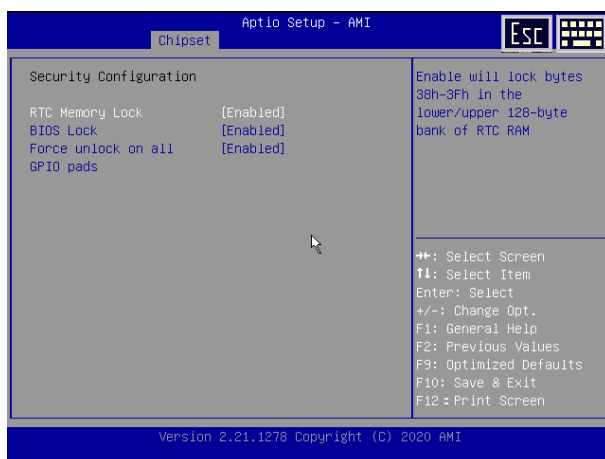 Aptio Setup – AMI
Chipset
Esc
Security Configuration
RTC Memory Lock [Enabled]
BIOS Lock [Enabled]
Force unlock on all [Enabled]
GPIO pads
Enable will lock bytes
38h-3Fh in the
lower/upper 128-byte
bank of RTC RAM
→←: Select Screen
↑↓: Select Item
Enter: Select
+/-: Change Opt.
F1: General Help
F2: Previous Values
F9: Optimized Defaults
F10: Save & Exit
F12 : Print Screen
Version 2.21.1278 Copyright (C) 2020 AMI